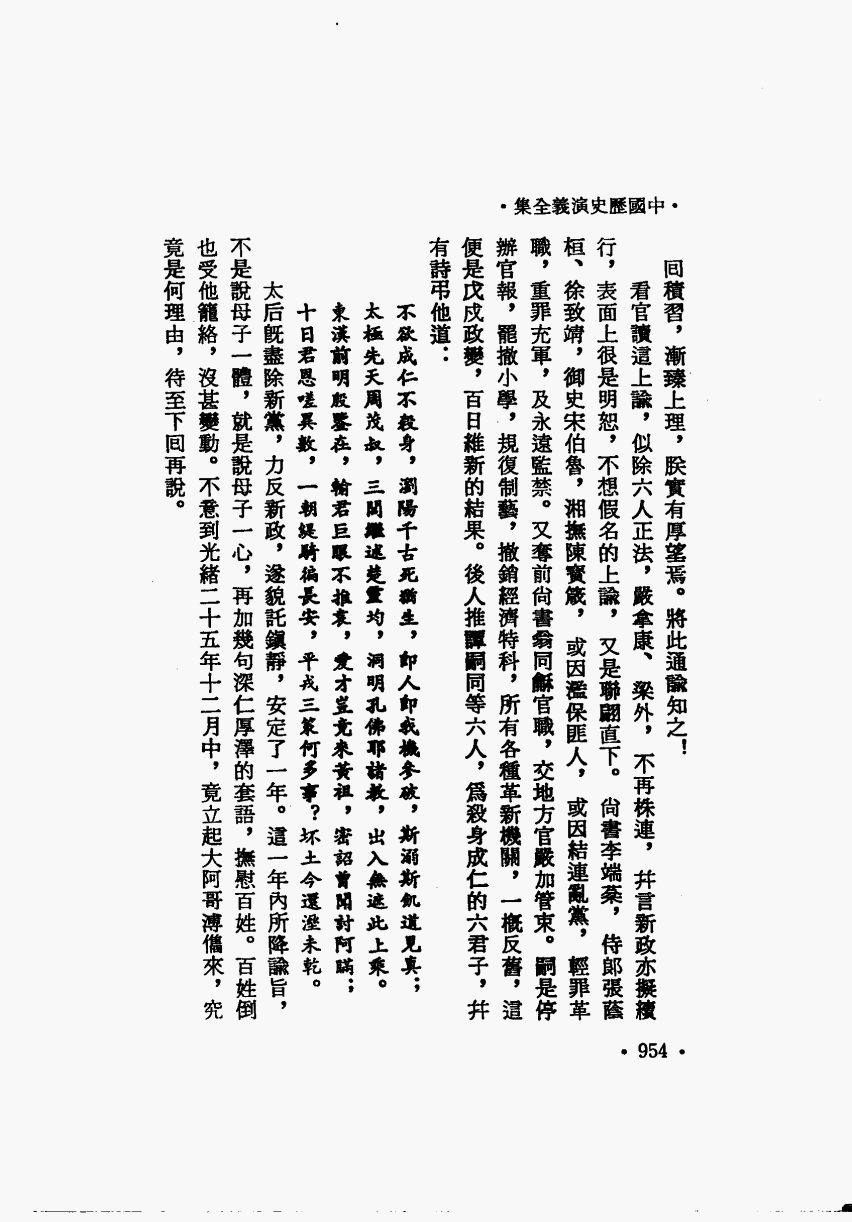 •中國歷史演義全集•
囘積習，漸臻上理，朕實有厚望焉。將此通諭知之！
看官讀這上諭，似除六人正法，嚴拿康、梁外，不再株連，幷言新政亦擬續
行，表面上很是明恕，不想假名的上諭，又是聯翩直下。尙書李端棻，侍郞張蔭
桓、徐致靖，御史宋伯魯，湘撫陳寳箴，或因濫保匪人，或因結連亂黨，輕罪革
職，重罪充軍，及永遠監禁。又奪前尙書翁同龢官職，交地方官嚴加管束。嗣是停
辦官報，罷撤小學，規復制藝，撤銷經濟特科，所有各種革新機關，一槪反舊，這
便是戊戌政變，百日維新的結果。後人推譚嗣同等六人，爲殺身成仁的六君子，幷
有詩弔他道：
不欲成仁不殺身，瀏陽千古死猶生，卽人卽我機參破，斯溺斯飢道見真；
太極先天周茂叔，三閭繼述楚靈均，洞明孔佛耶諸教，出入無遮此上乘。
東漢前明殷鑒在，輸君巨眼不推袁，愛才豈竟來黃祖，密詔曾聞討阿瞞；
十日君恩嗟異數，一朝緹騎徧長安，平戎三策何多事？坏土今還溼未乾。
太后旣盡除新黨，力反新政，遂貌託鎭靜，安定了一年。這一年內所降諭旨，
不是說母子一體，就是說母子一心，再加幾句深仁厚澤的套語，撫慰百姓。百姓倒
也受他籠絡，沒甚變動。不意到光緒二十五年十二月中，竟立起大阿哥溥儁來，究
竟是何理由，待至下囘再說。
•954•